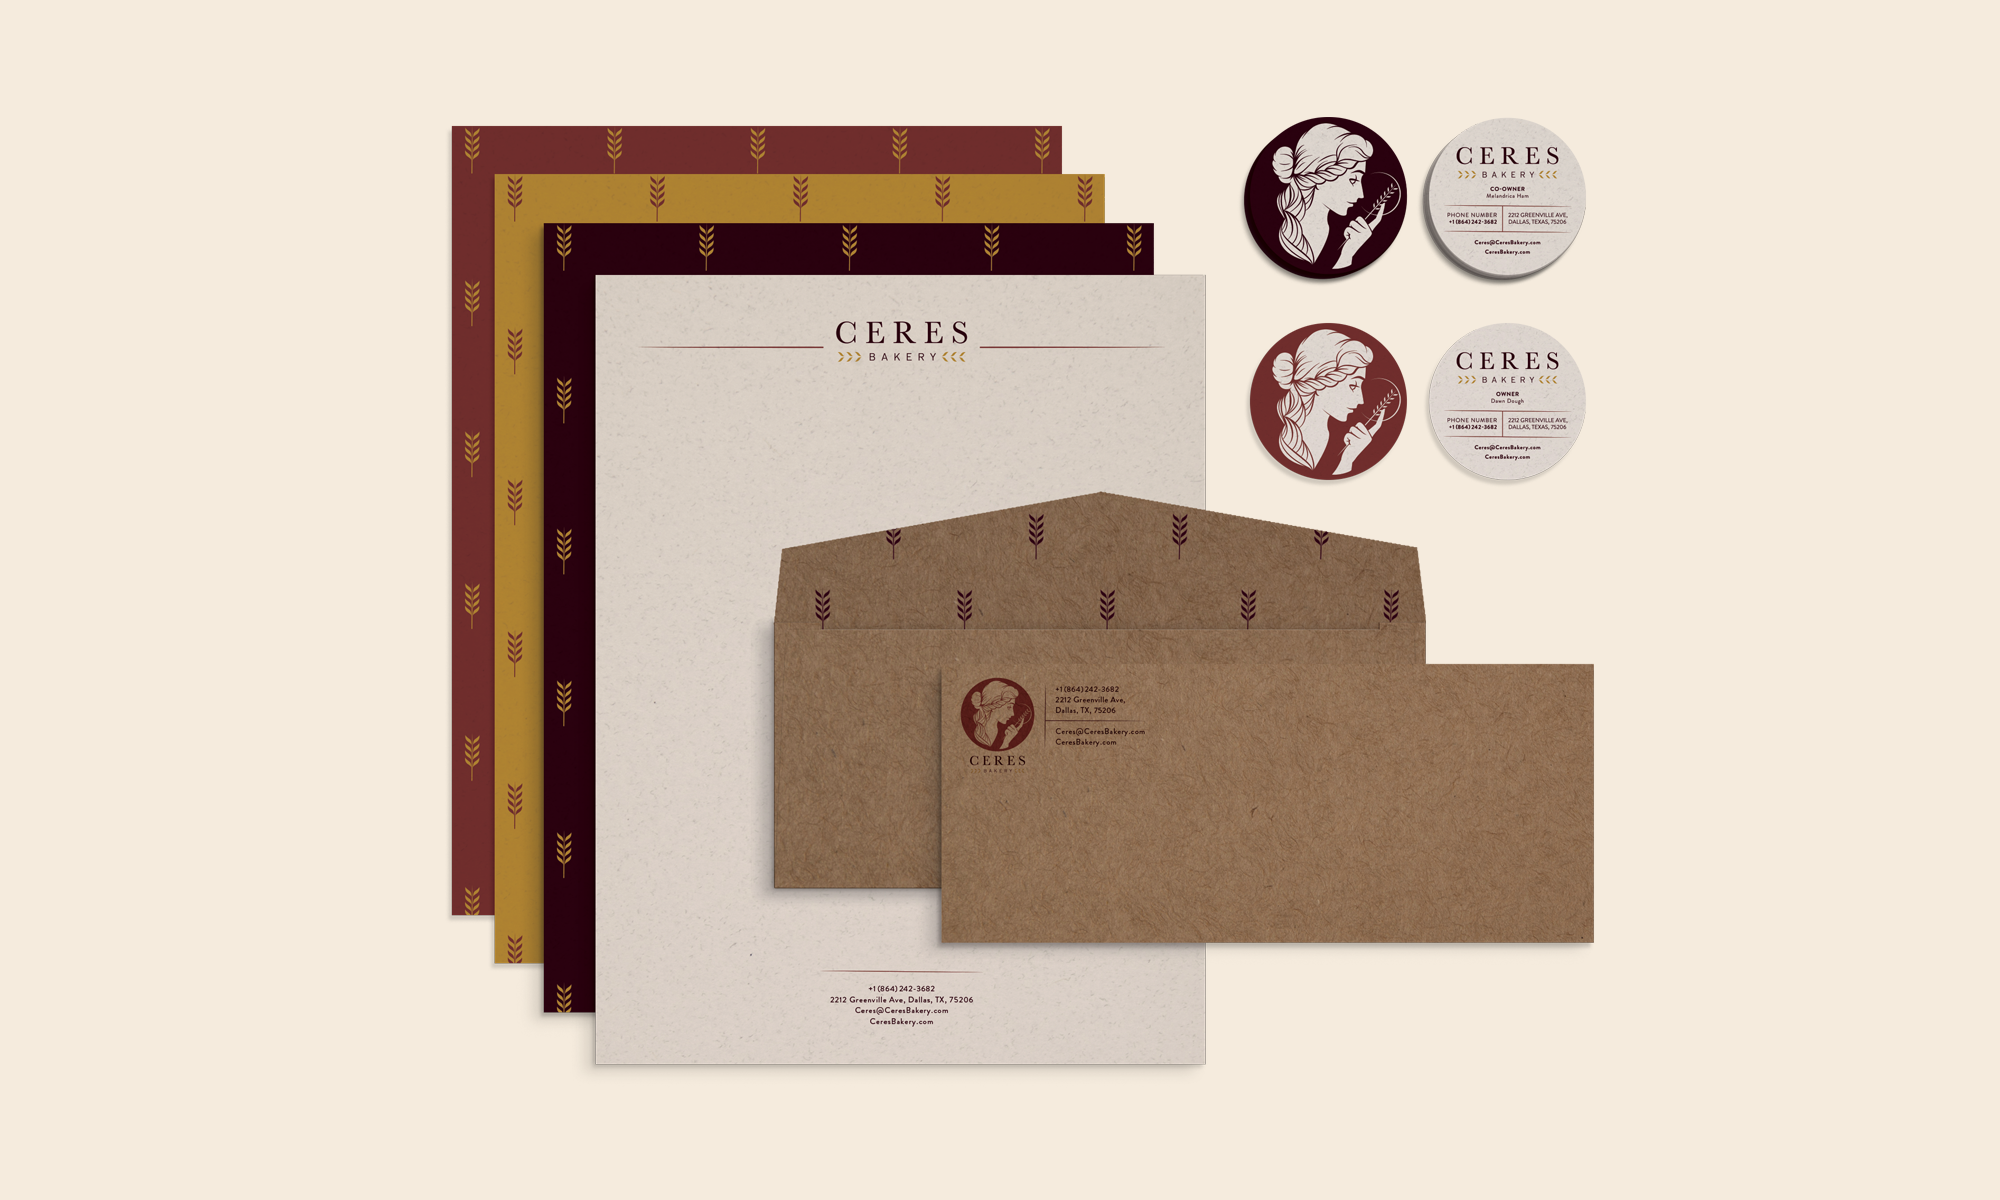 CERES
BAKERY
+1 (864) 242-3682
2212 Greenville Ave, Dallas, TX, 75206
Ceres@CeresBakery.com
CeresBakery.com
+1 (864) 242-3682
2212 Greenville Ave,
Dallas, TX, 75206
Ceres@CeresBakery.com
CeresBakery.com
CERES
BAKERY
CERES
BAKERY
CO-OWNER
Malandrica Ham
PHONE NUMBER
+1 (864) 242-3682
2212 GREENVILLE AVE,
DALLAS, TEXAS, 75206
Ceres@CeresBakery.com
CeresBakery.com
CERES
BAKERY
OWNER
Dawn Dough
PHONE NUMBER
+1 (864) 242-3682
2212 GREENVILLE AVE,
DALLAS, TEXAS, 75206
Ceres@CeresBakery.com
CeresBakery.com